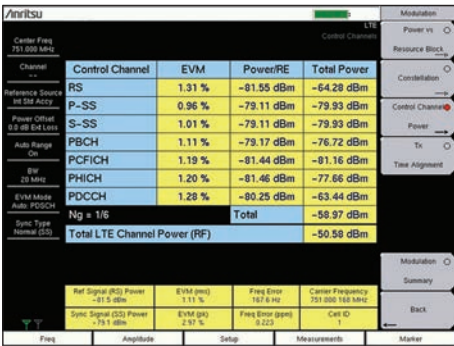 Anritsu
Modulation
LTE
Control Channels
Center Freq
751.000 MHz
Channel
--
Reference Source
Int Std Accy
Power Offset
0.0 dB Ext Loss
Auto Range
On
BW
20 MHz
EVM Mode
Auto: PDSCH
Sync Type
Normal (SS)
Control Channel EVM Power/RE Total Power
RS 1.31 % -81.55 dBm -64.28 dBm
P-SS 0.96 % -79.11 dBm -79.93 dBm
S-SS 1.01 % -79.11 dBm -79.93 dBm
PBCH 1.11 % -79.17 dBm -76.72 dBm
PCFICH 1.19 % -81.44 dBm -81.16 dBm
PHICH 1.20 % -81.46 dBm -77.66 dBm
PDCCH 1.28 % -80.25 dBm -63.44 dBm
Ng = 1/6 Total -58.97 dBm
Total LTE Channel Power (RF) -50.58 dBm
Ref Signal (RS) Power EVM (rms) Freq Error Carrier Frequency
-81.5 dBm 1.11 % 167.6 Hz 751.000 168 MHz
Sync Signal (SS) Power EVM (pk) Freq Error (ppm) Cell ID
-79.1 dBm 2.97 % 0.223 1
Power vs
Resource Block
Constellation
Control Channel
Power
Tx
Time Alignment
Modulation
Summary
Back
Freq Amplitude Setup Measurements Marker